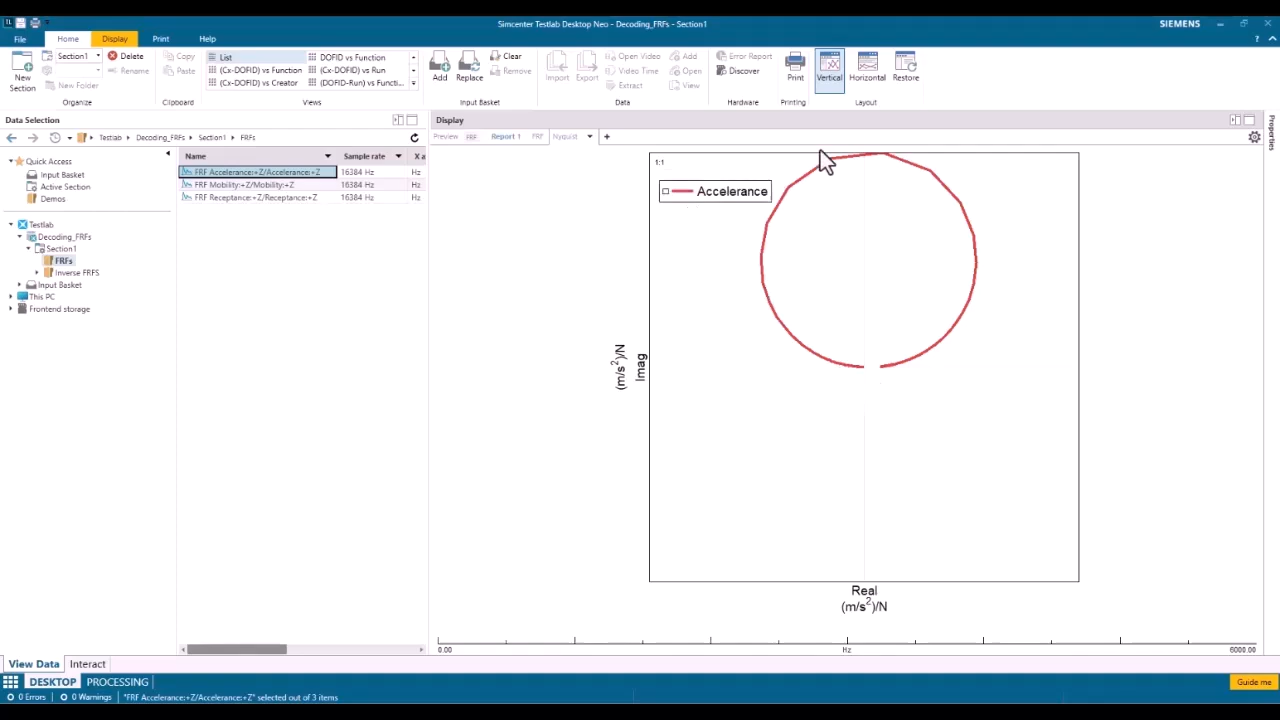 Simcenter Testlab Desktop Neo - Decoding_FRFs - Section1
SIEMENS
File Home Display Print Help
New Section
Section1
Delete
Rename
New Folder
Organize
Copy
Paste
Clipboard
List
(Cx-DOFID) vs Function
(Cx-DOFID) vs Creator
DOFID vs Function
(Cx-DOFID) vs Run
(DOFID-Run) vs Functi...
Views
Add
Replace
Clear
Remove
Input Basket
Import
Export
Open Video
Video Time
Extract
Add
Open
View
Data
Error Report
Discover
Hardware
Print
Printing
Vertical
Horizontal
Restore
Layout
Data Selection
Testlab Decoding_FRFs Section1 FRFs
Quick Access
Input Basket
Active Section
Demos
Testlab
Decoding_FRFs
Section1
FRFs
Inverse FRFS
Input Basket
This PC
Frontend storage
Name Sample rate X a
FRF Accelerance:+Z/Accelerance:+Z 16384 Hz Hz
FRF Mobility:+Z/Mobility:+Z 16384 Hz Hz
FRF Receptance:+Z/Receptance:+Z 16384 Hz Hz
Display
Preview FRF Report 1 FRF Nyquist +
Properties
1:1
Accelerance
(m/s2)/N
Imag
Real
(m/s2)/N
0.00 Hz 6000.00
View Data Interact
DESKTOP PROCESSING
Guide me
0 Errors 0 Warnings "FRF Accelerance:+Z/Accelerance:+Z" selected out of 3 items